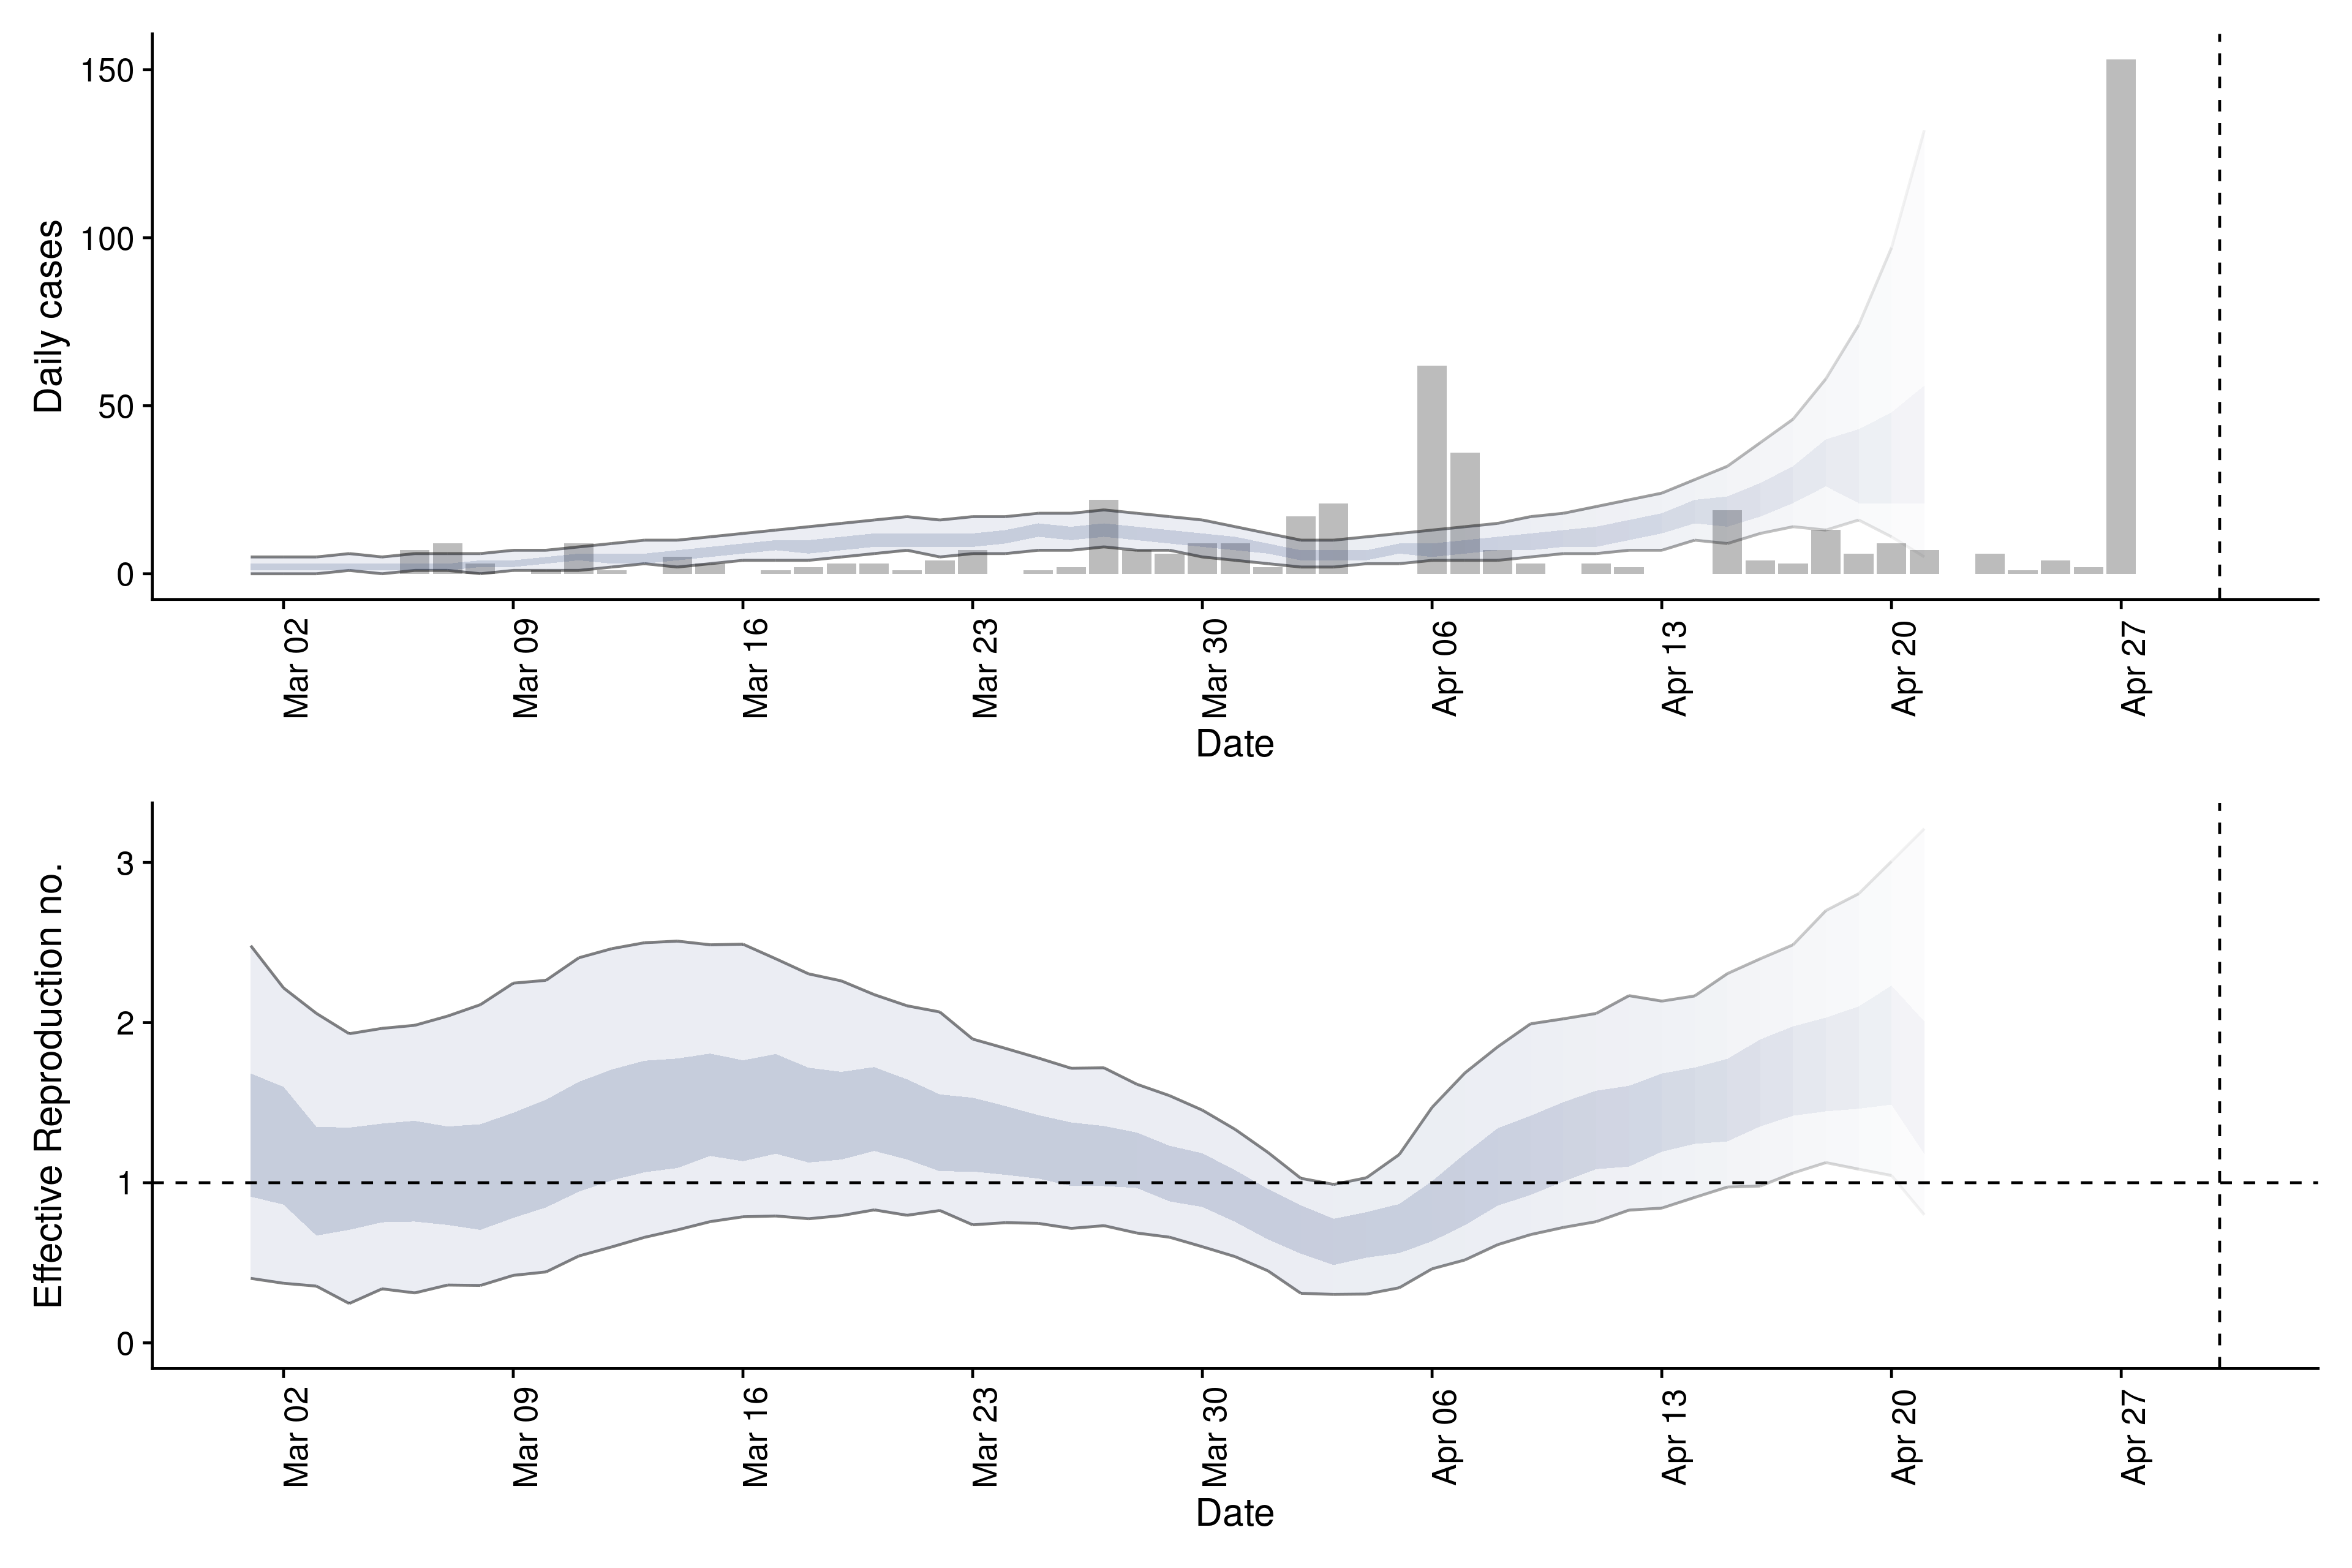 Daily cases
150
100
50
0
Mar 02
Mar 09
Mar 16
Mar 23
Mar 30
Apr 06
Apr 13
Apr 20
Apr 27
Date
Effective Reproduction no.
3
2
1
0
Mar 02
Mar 09
Mar 16
Mar 23
Mar 30
Apr 06
Apr 13
Apr 20
Apr 27
Date